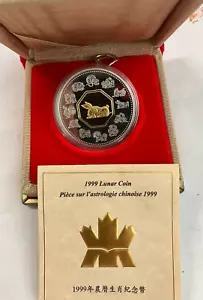 1999 Lunar Coin
Pièce sur l'astrologie chinoise 1999
1999年農曆生肖紀念幣